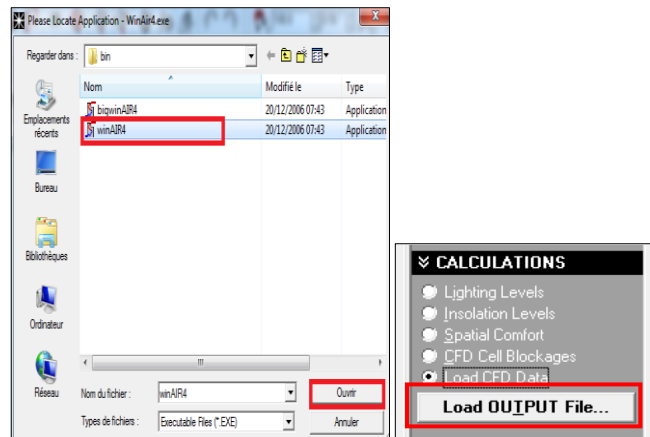 Please Locate Application - WinAir4.exe
X
Regarder dans :
bin
Nom
Modifié le
Type
bigwinAIR4
20/12/2006 07:43
Application
winAIR4
20/12/2006 07:43
Application
Emplacements
récents
Bureau
Bibliothèques
Ordinateur
Réseau
Nom du fichier :
winAIR4
Ouvrir
Types de fichiers :
Executable Files (*.EXE)
Annuler
CALCULATIONS
Lighting Levels
Insolation Levels
Spatial Comfort
CFD Cell Blockages
Load CFD Data
Load OUTPUT File...